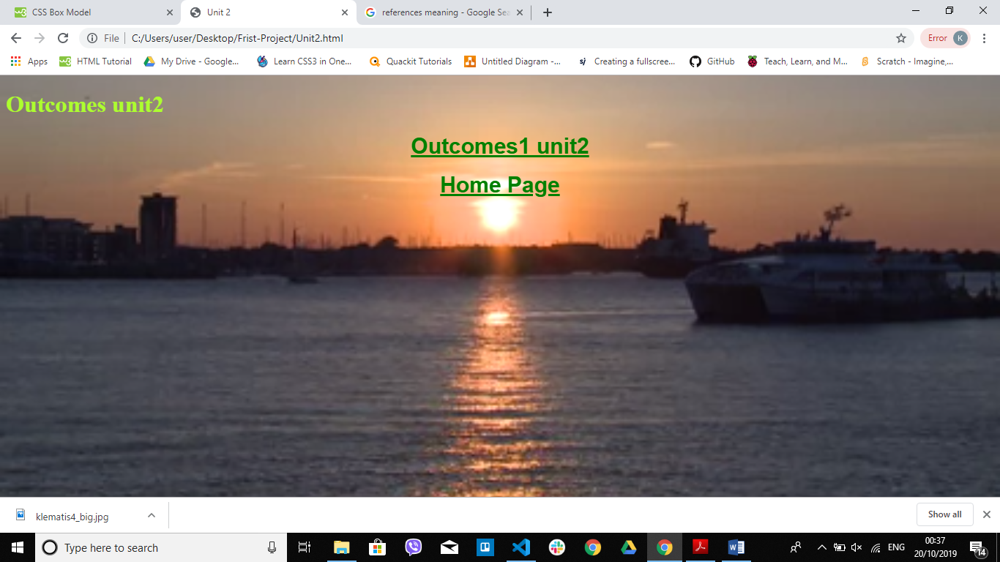 CSS Box Model
Unit 2
references meaning - Google Sea
File
C:/Users/user/Desktop/Frist-Project/Unit2.html
Error
K
Apps
HTML Tutorial
My Drive - Google...
Learn CSS3 in One...
Quackit Tutorials
Untitled Diagram -...
Creating a fullscree...
GitHub
Teach, Learn, and M...
Scratch - Imagine,...
Outcomes unit2
Outcomes1 unit2
Home Page
klematis4_big.jpg
Show all
Type here to search
ENG
00:37
20/10/2019
14